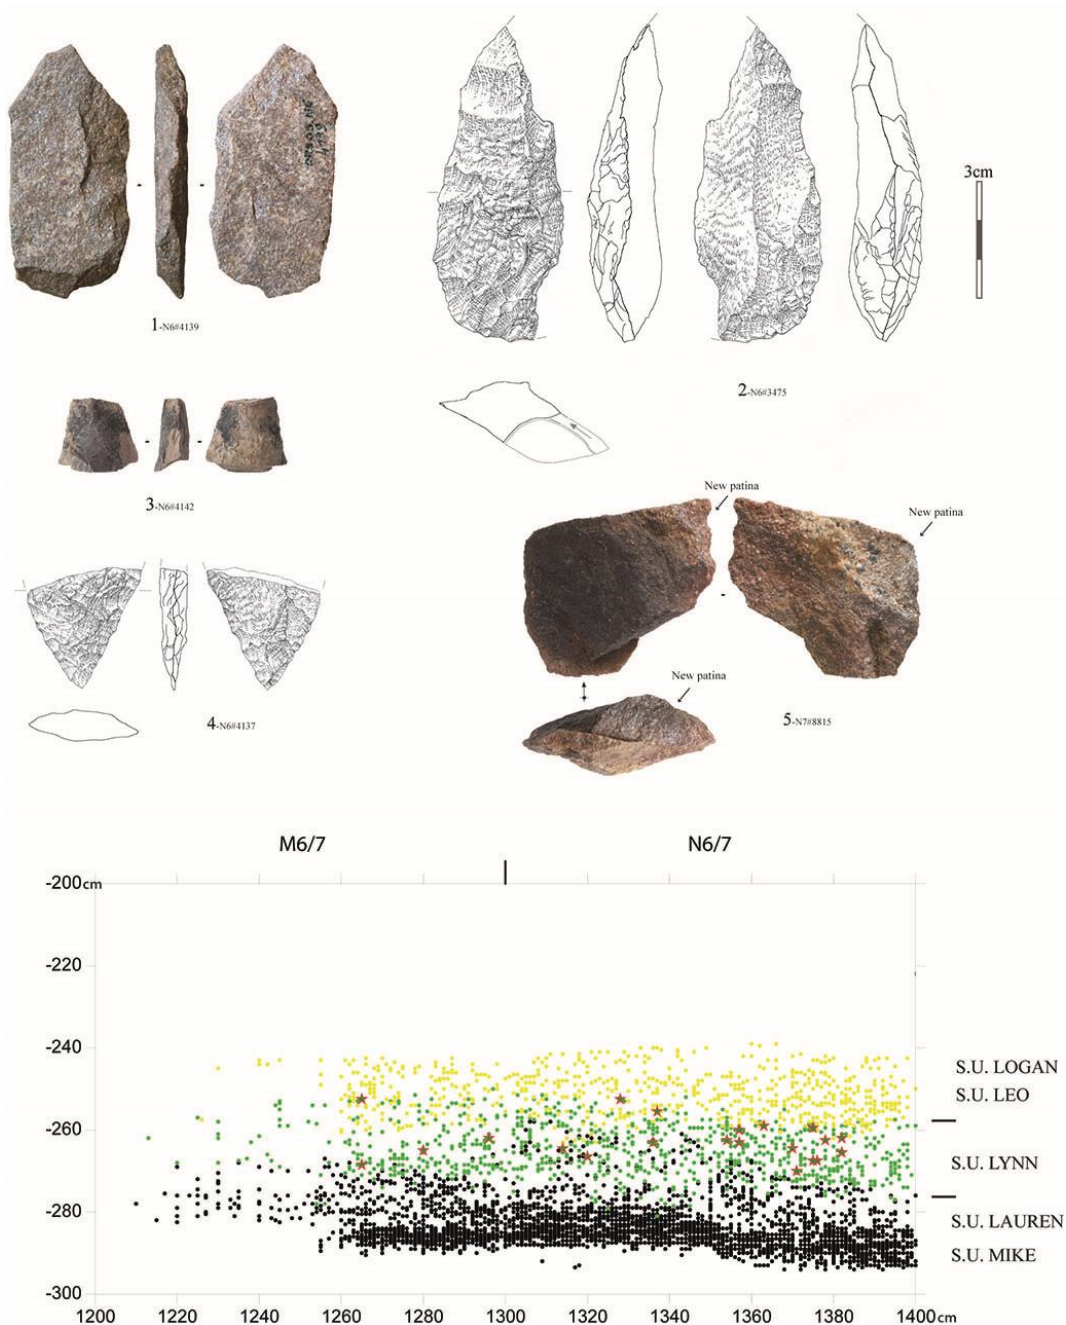 3cm
1-N6#4139
2-N6#3475
3-N6#4142
New patina
New patina
New patina
4-N6#4137
5-N7#8815
M6/7 N6/7
-200cm
-220
-240
S.U. LOGAN
S.U. LEO
-260
S.U. LYNN
-280
S.U. LAUREN
S.U. MIKE
-300
1200 1220 1240 1260 1280 1300 1320 1340 1360 1380 1400cm